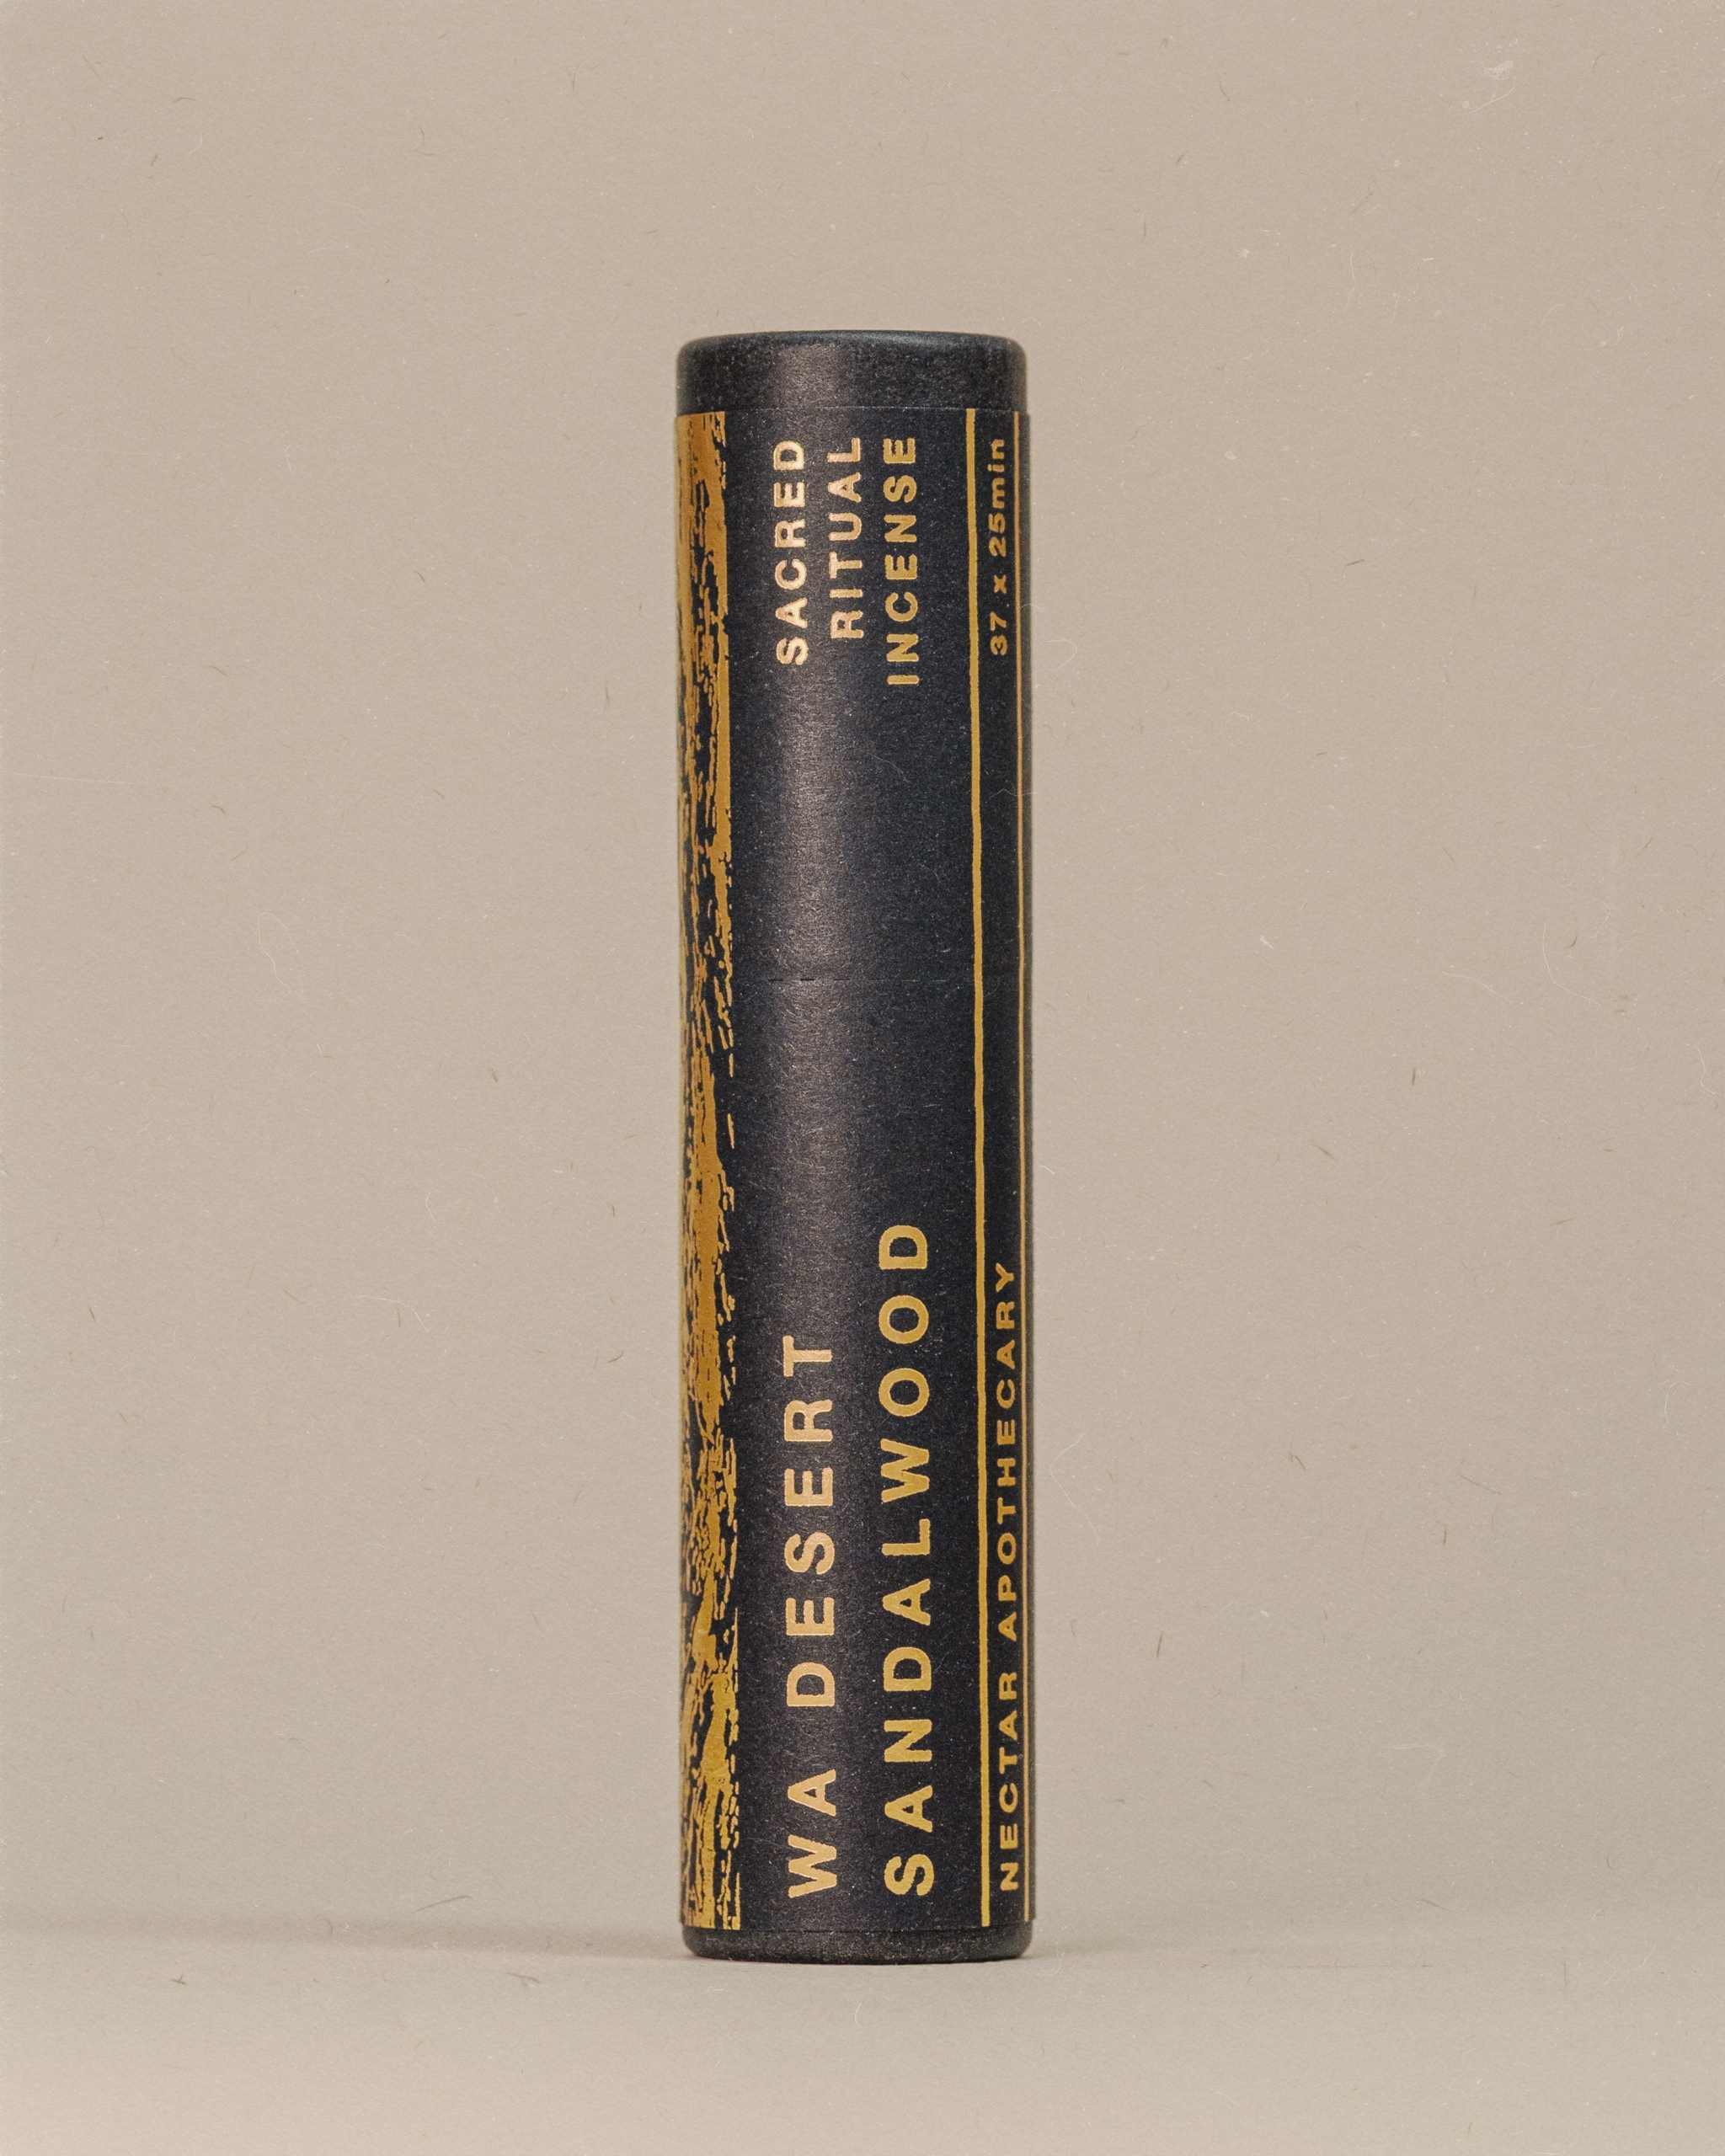 WA DESERT
SANDALWOOD
SACRED
RITUAL
INCENSE
NECTAR APOTHECARY
37 x 25min